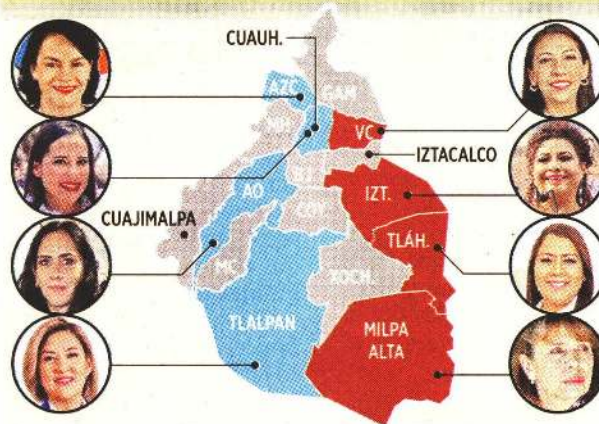 CUAUH.
AZC
GAM
MH
VC
IZTACALCO
BJ
AO
IZT.
CUAJIMALPA
COY.
TLÁH.
MC
XOCH.
TLALPAN
MILPA
ALTA